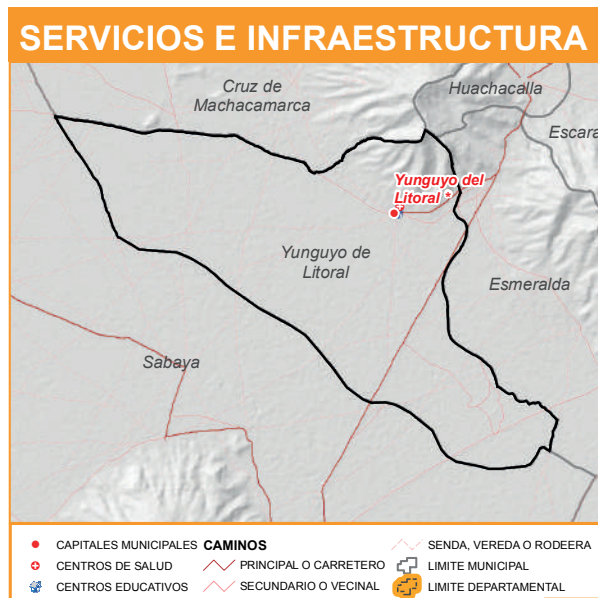 SERVICIOS E INFRAESTRUCTURA
Cruz de
Machacamarca
Huachacalla
Escara
Yunguyo del
Litoral *
Yunguyo de
Litoral
Esmeralda
Sabaya
CAPITALES MUNICIPALES
CENTROS DE SALUD
CENTROS EDUCATIVOS
CAMINOS
PRINCIPAL O CARRETERO
SECUNDARIO O VECINAL
SENDA, VEREDA O RODEERA
LIMITE MUNICIPAL
LIMITE DEPARTAMENTAL